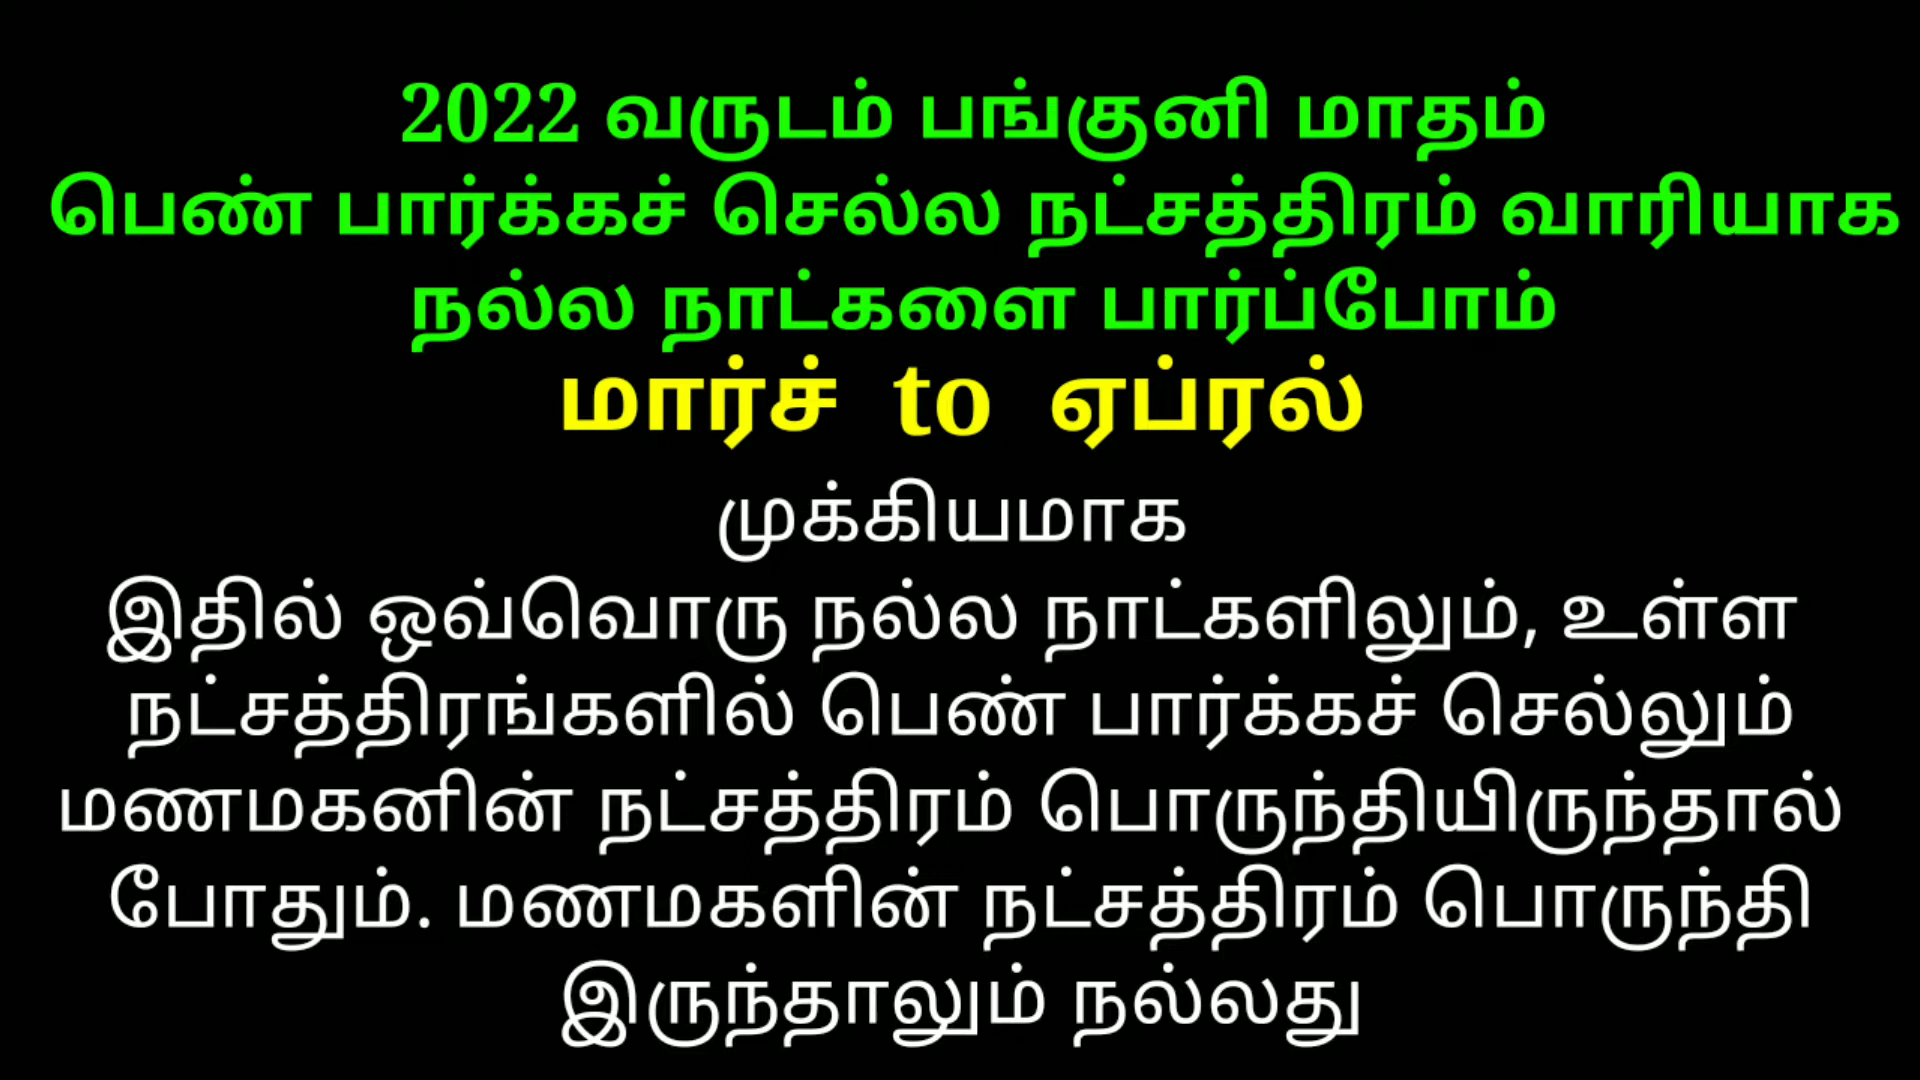 2022 வருடம் பங்குனி மாதம்
பெண் பார்க்கச் செல்ல நட்சத்திரம் வாரியாக
நல்ல நாட்களை பார்ப்போம்
மார்ச் to ஏப்ரல்
முக்கியமாக
இதில் ஒவ்வொரு நல்ல நாட்களிலும், உள்ள
நட்சத்திரங்களில் பெண் பார்க்கச் செல்லும்
மணமகனின் நட்சத்திரம் பொருந்தியிருந்தால்
போதும். மணமகளின் நட்சத்திரம் பொருந்தி
இருந்தாலும் நல்லது